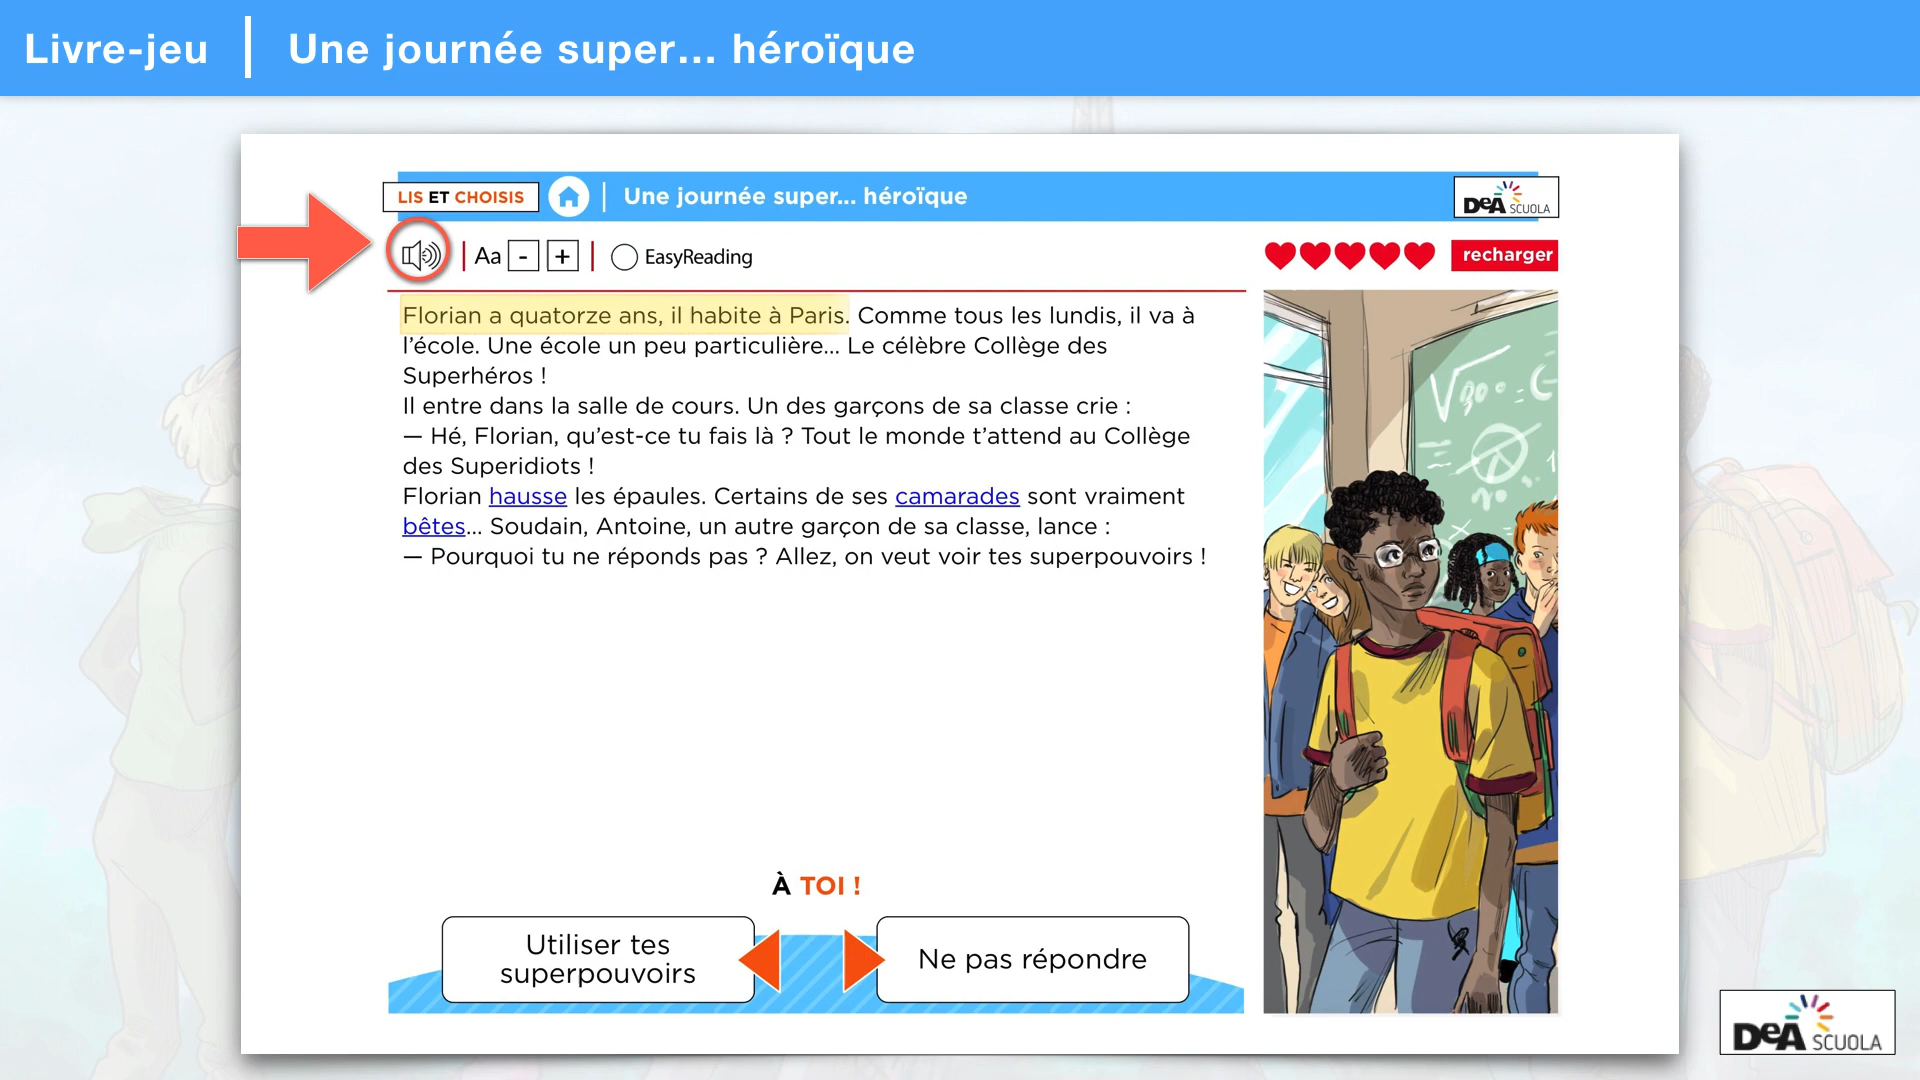 Livre-jeu | Une journée super... héroïque
LIS ET CHOISIS | Une journée super... héroïque
DeA SCUOLA
Aa - + EasyReading
recharger
Florian a quatorze ans, il habite à Paris. Comme tous les lundis, il va à
l’école. Une école un peu particulière... Le célèbre Collège des
Superhéros !
Il entre dans la salle de cours. Un des garçons de sa classe crie :
— Hé, Florian, qu’est-ce tu fais là ? Tout le monde t’attend au Collège
des Superidiots !
Florian hausse les épaules. Certains de ses camarades sont vraiment
bêtes... Soudain, Antoine, un autre garçon de sa classe, lance :
— Pourquoi tu ne réponds pas ? Allez, on veut voir tes superpouvoirs !
À TOI !
Utiliser tes
superpouvoirs
Ne pas répondre
DeA SCUOLA